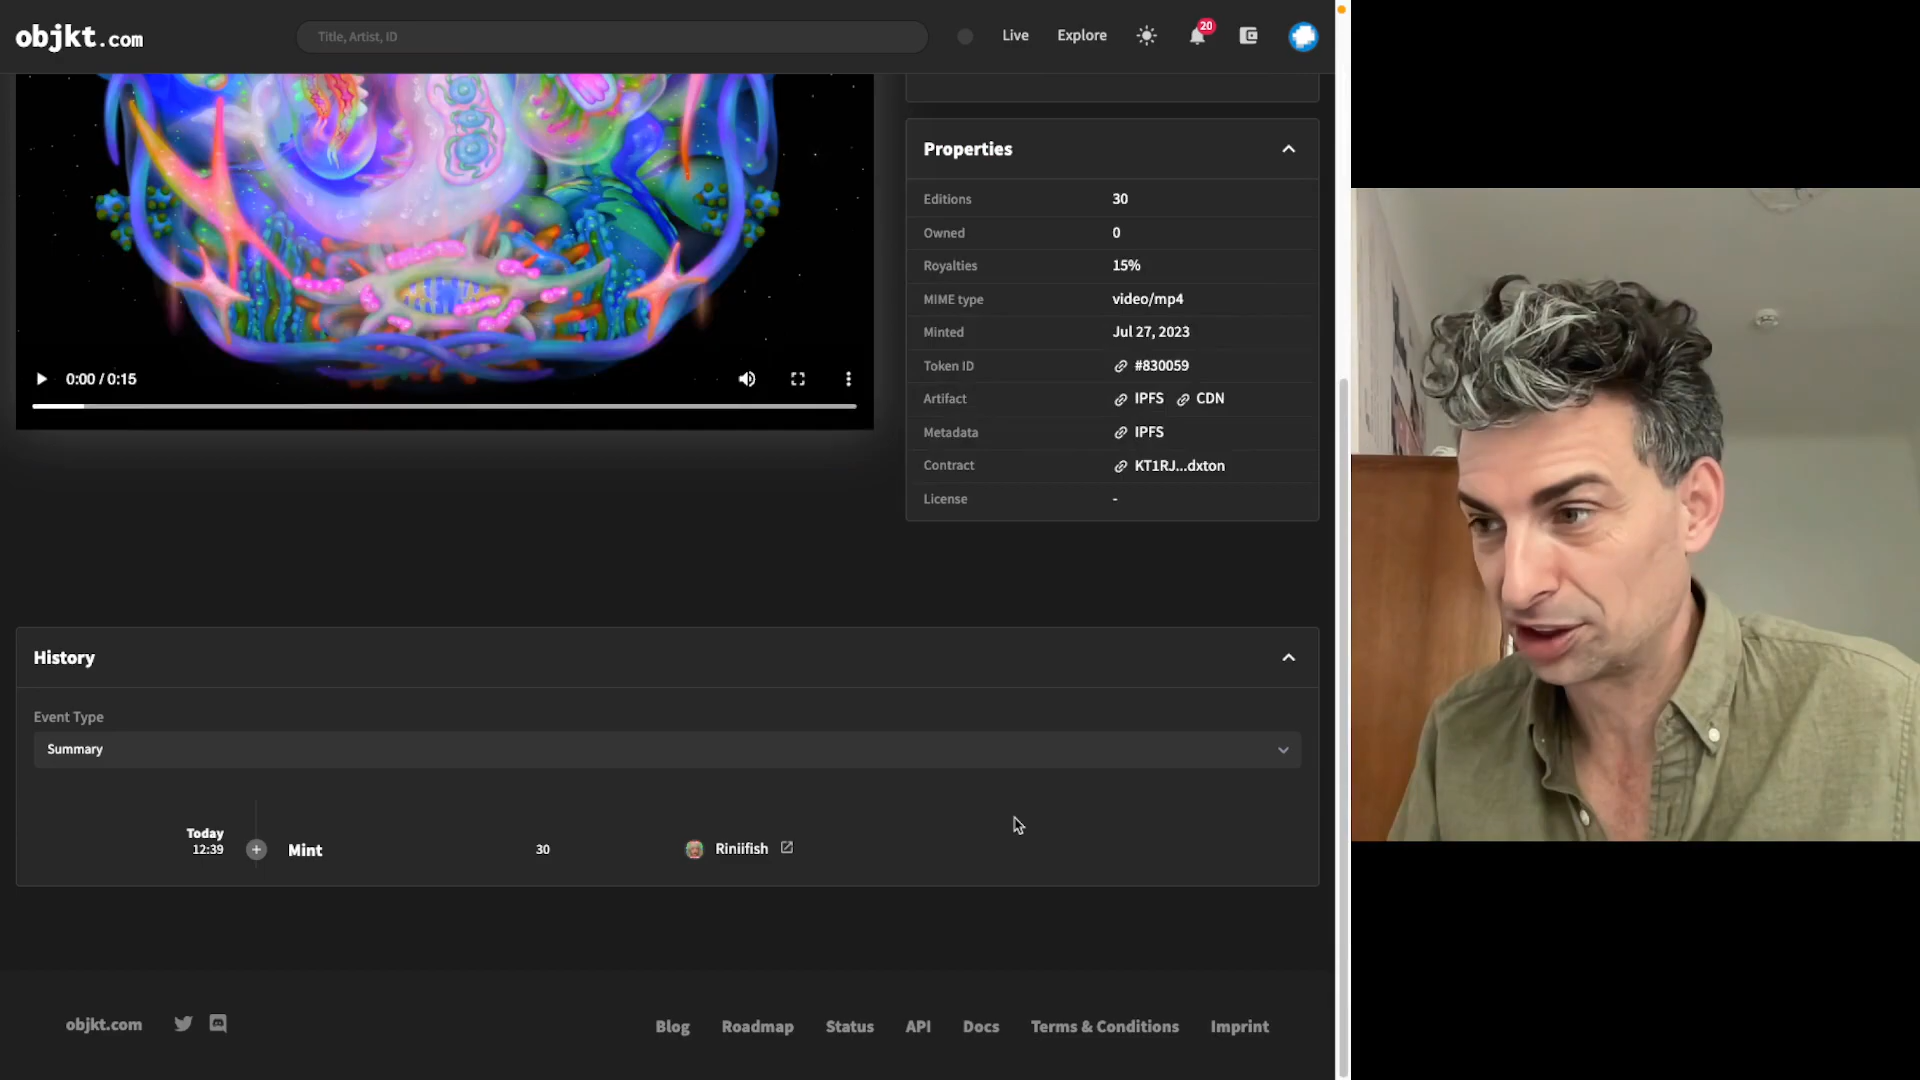 objkt.com
Title, Artist, ID
Live
Explore
20
Properties
Editions 30
Owned 0
Royalties 15%
MIME type video/mp4
Minted Jul 27, 2023
Token ID #830059
Artifact IPFS CDN
Metadata IPFS
Contract KT1RJ...dxton
License -
0:00 / 0:15
History
Event Type
Summary
Today
12:39
Mint 30 Riniifish
objkt.com Blog Roadmap Status API Docs Terms & Conditions Imprint